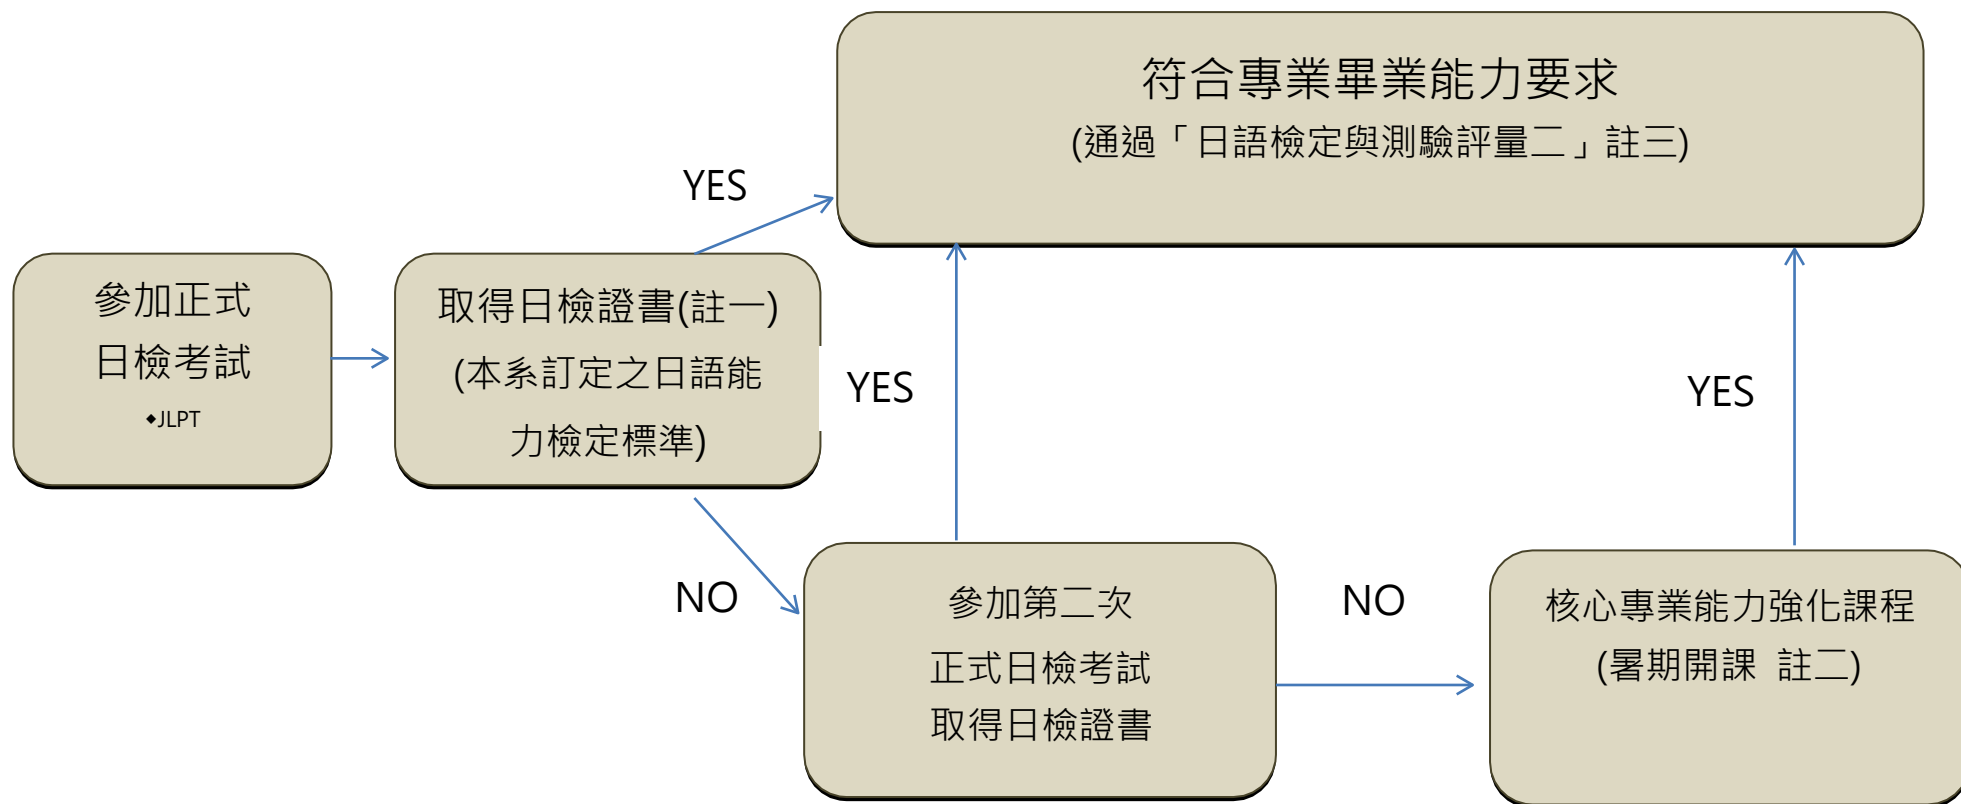 符合專業畢業能力要求
(通過「日語檢定與測驗評量二」註三)
YES
參加正式
日檢考試
◆JLPT
取得日檢證書(註一)
(本系訂定之日語能
力檢定標準)
YES
YES
NO
參加第二次
正式日檢考試
取得日檢證書
NO
核心專業能力強化課程
(暑期開課 註二)